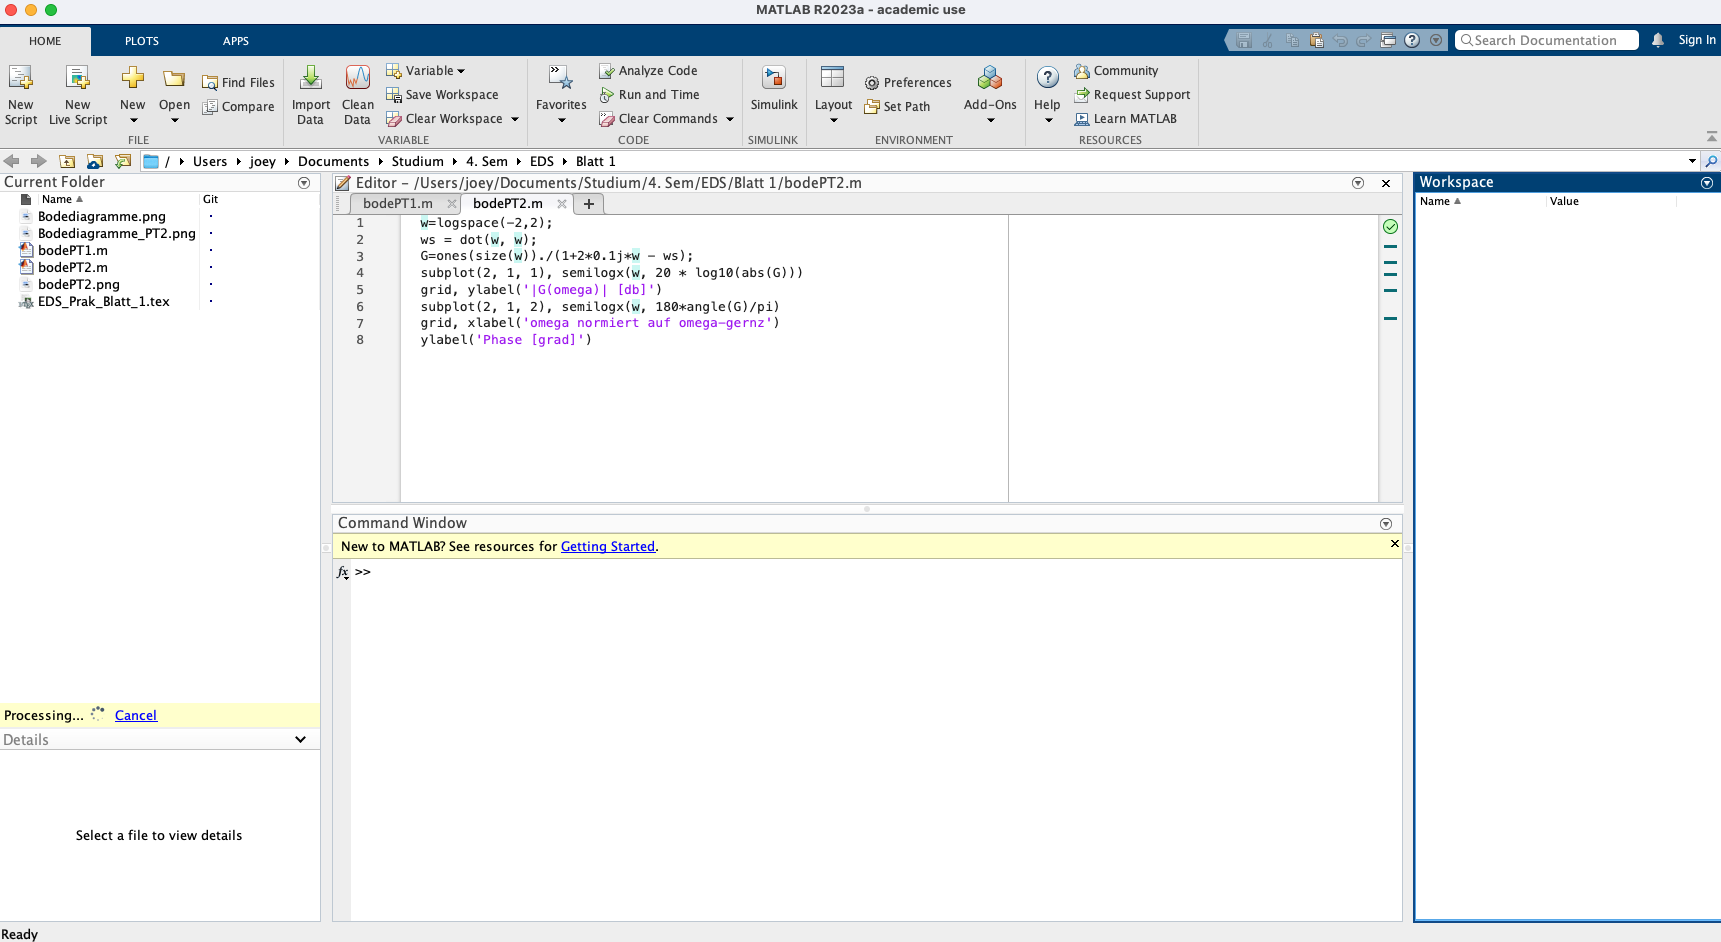 MATLAB R2023a - academic use
HOME PLOTS APPS Search Documentation Sign In
New Script
New Live Script
New
Open
Find Files
Compare
FILE
Import Data
Clean Data
Variable
Save Workspace
Clear Workspace
VARIABLE
Favorites
Analyze Code
Run and Time
Clear Commands
CODE
Simulink
SIMULINK
Layout
Preferences
Set Path
Add-Ons
ENVIRONMENT
Help
Community
Request Support
Learn MATLAB
RESOURCES
/ Users joey Documents Studium 4. Sem EDS Blatt 1
Current Folder
Name Git
Bodediagramme.png
Bodediagramme_PT2.png
bodePT1.m
bodePT2.m
bodePT2.png
EDS_Prak_Blatt_1.tex
Processing... Cancel
Details
Select a file to view details
Ready
Editor - /Users/joey/Documents/Studium/4. Sem/EDS/Blatt 1/bodePT2.m
bodePT1.m bodePT2.m +
1 w=logspace(-2,2);
2 ws = dot(w, w);
3 G=ones(size(w))./(1+2*0.1j*w - ws);
4 subplot(2, 1, 1), semilogx(w, 20 * log10(abs(G)))
5 grid, ylabel('|G(omega)| [db]')
6 subplot(2, 1, 2), semilogx(w, 180*angle(G)/pi)
7 grid, xlabel('omega normiert auf omega-gernz')
8 ylabel('Phase [grad]')
Command Window
New to MATLAB? See resources for Getting Started.
fx >>
Workspace
Name Value